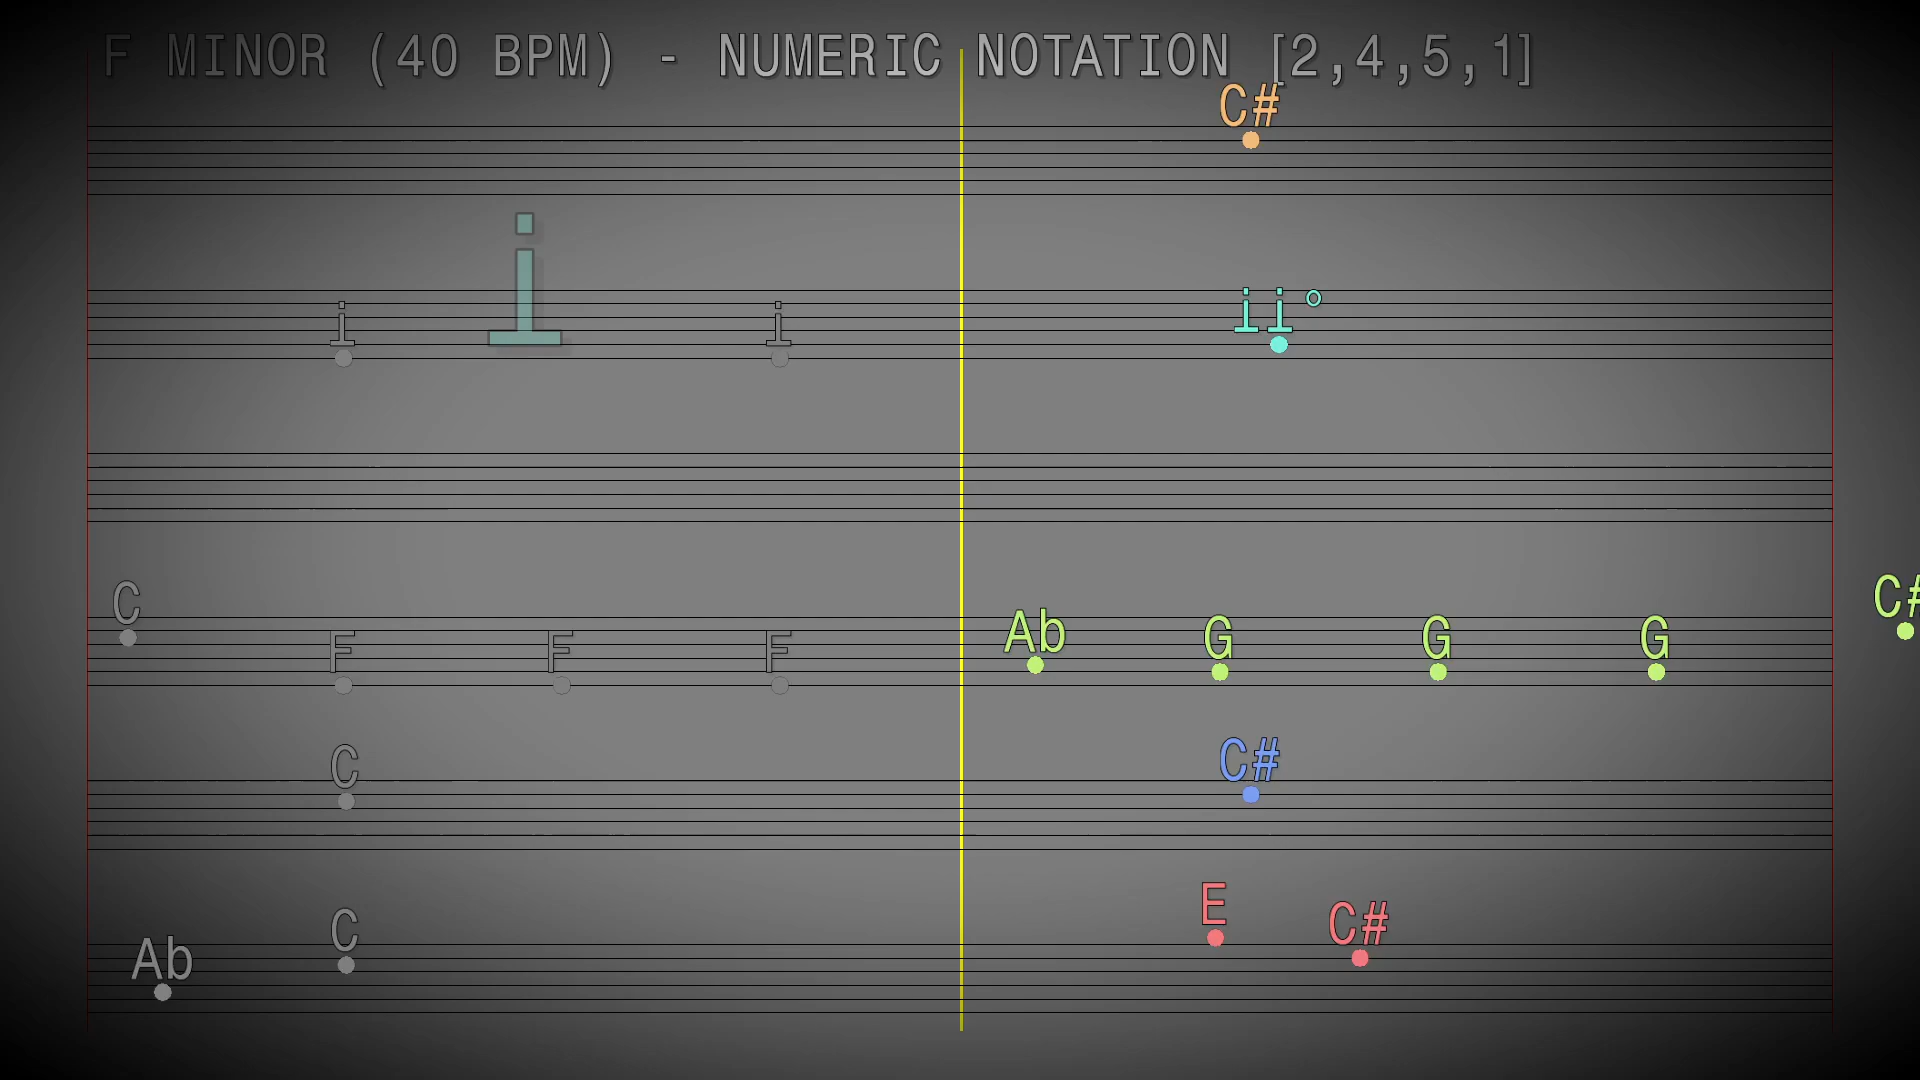 F MINOR (40 BPM) - NUMERIC NOTATION [2,4,5,1]
C#
i
i i ii°
C F F F Ab G G G C#
C C#
Ab C E C#